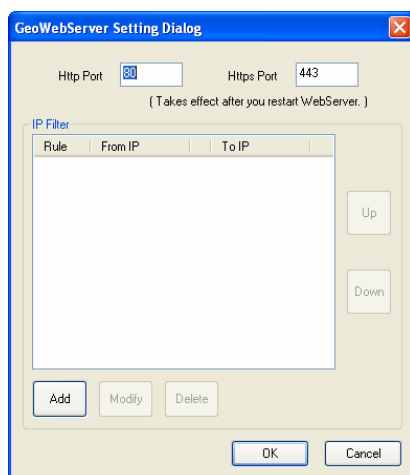 GeoWebServer Setting Dialog
Http Port 80 Https Port 443
( Takes effect after you restart WebServer. )
IP Filter
Rule From IP To IP
Up
Down
Add Modify Delete
OK Cancel